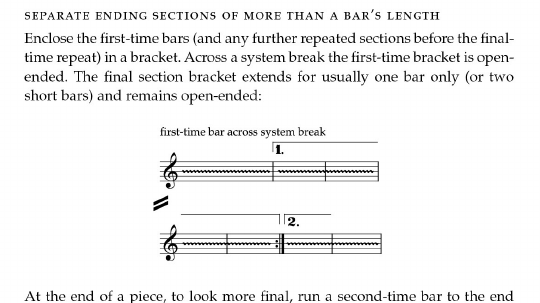 SEPARATE ENDING SECTIONS OF MORE THAN A BAR'S LENGTH
Enclose the first-time bars (and any further repeated sections before the final-
time repeat) in a bracket. Across a system break the first-time bracket is open-
ended. The final section bracket extends for usually one bar only (or two
short bars) and remains open-ended:
first-time bar across system break
1.
2.
At the end of a piece, to look more final, run a second-time bar to the end